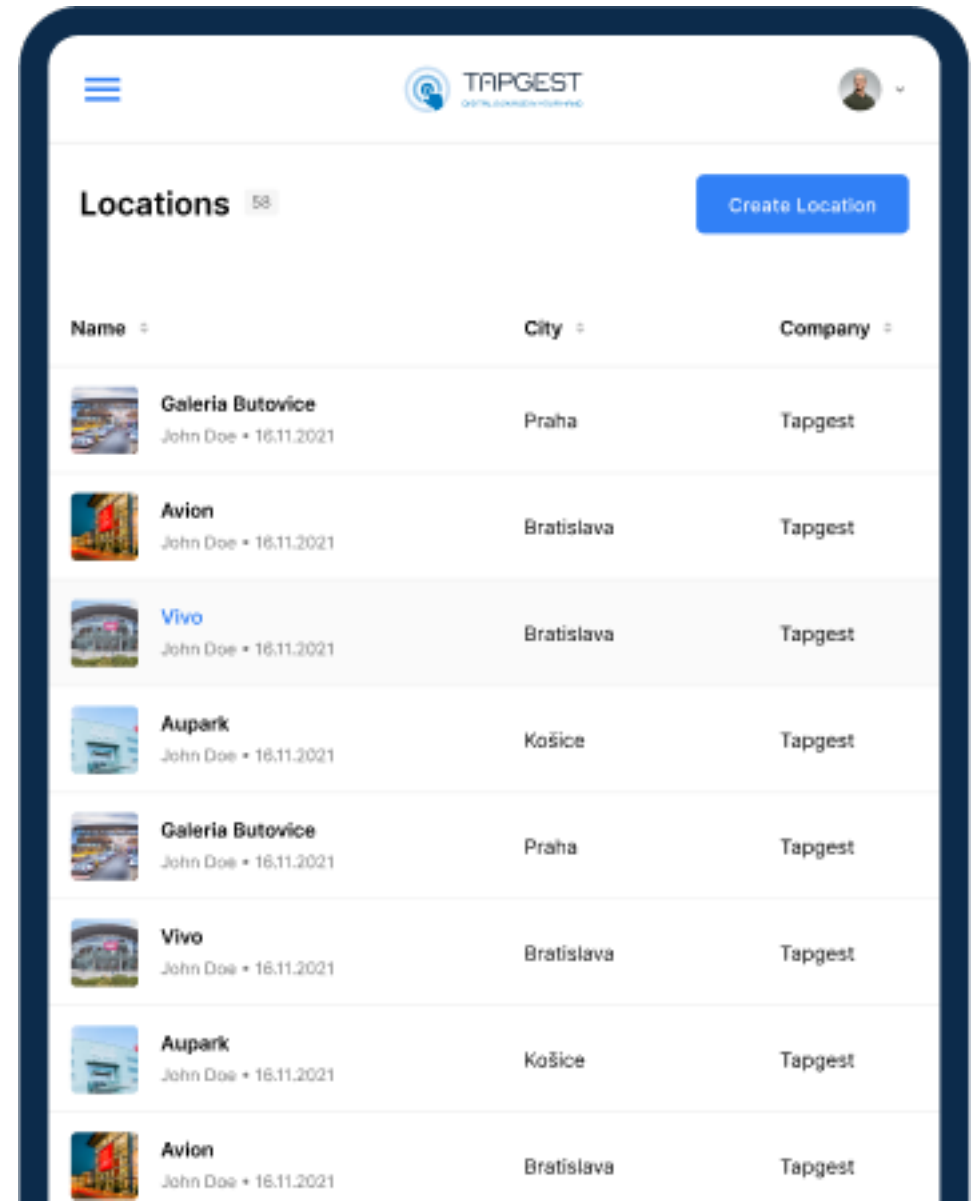 TAPGEST
Locations 58
Create Location
Name City Company
Galeria Butovice
John Doe • 16.11.2021
Praha Tapgest
Avion
John Doe • 16.11.2021
Bratislava Tapgest
Vivo
John Doe • 16.11.2021
Bratislava Tapgest
Aupark
John Doe • 16.11.2021
Košice Tapgest
Galeria Butovice
John Doe • 16.11.2021
Praha Tapgest
Vivo
John Doe • 16.11.2021
Bratislava Tapgest
Aupark
John Doe • 16.11.2021
Košice Tapgest
Avion
John Doe • 16.11.2021
Bratislava Tapgest